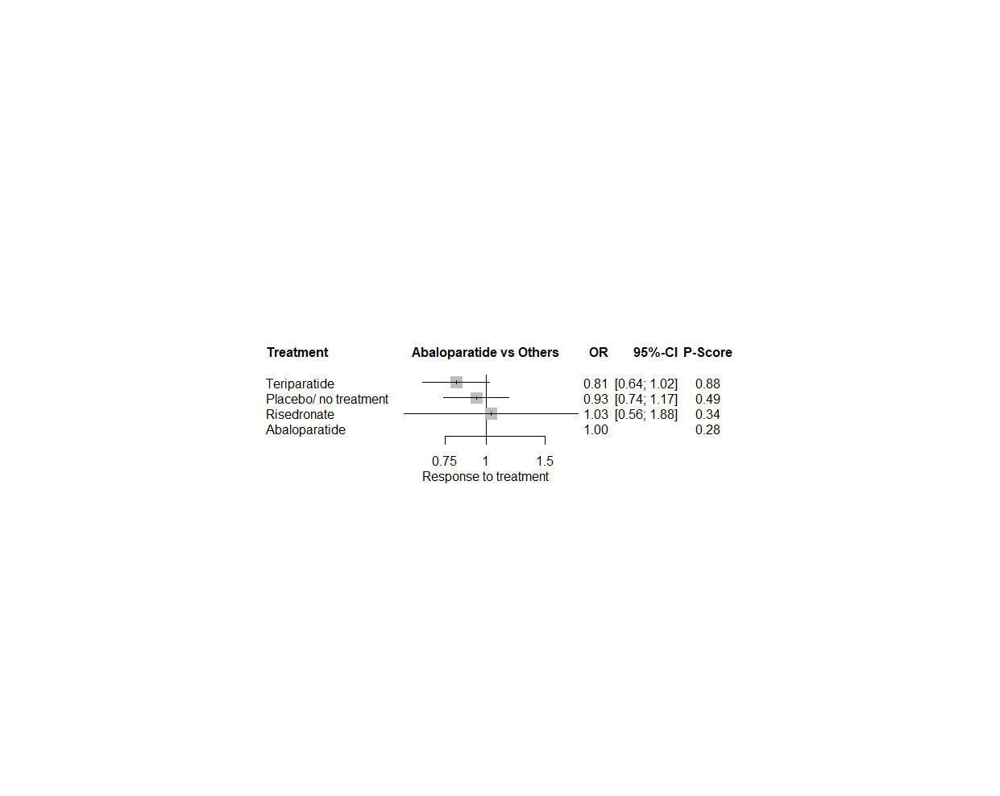 Treatment Abaloparatide vs Others OR 95%-CI P-Score
Teriparatide 0.81 [0.64; 1.02] 0.88
Placebo/ no treatment 0.93 [0.74; 1.17] 0.49
Risedronate 1.03 [0.56; 1.88] 0.34
Abaloparatide 1.00 0.28
0.75 1 1.5
Response to treatment